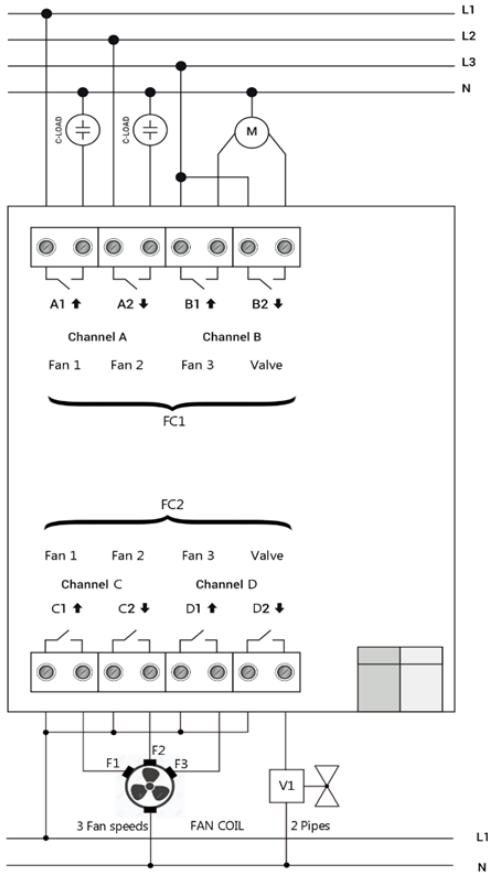 L1
L2
L3
N
C-LOAD
C-LOAD
M
A1 A2 B1 B2
Channel A Channel B
Fan 1 Fan 2 Fan 3 Valve
FC1
FC2
Fan 1 Fan 2 Fan 3 Valve
Channel C Channel D
C1 C2 D1 D2
F2
F1 F3
V1
3 Fan speeds FAN COIL 2 Pipes
L1
N